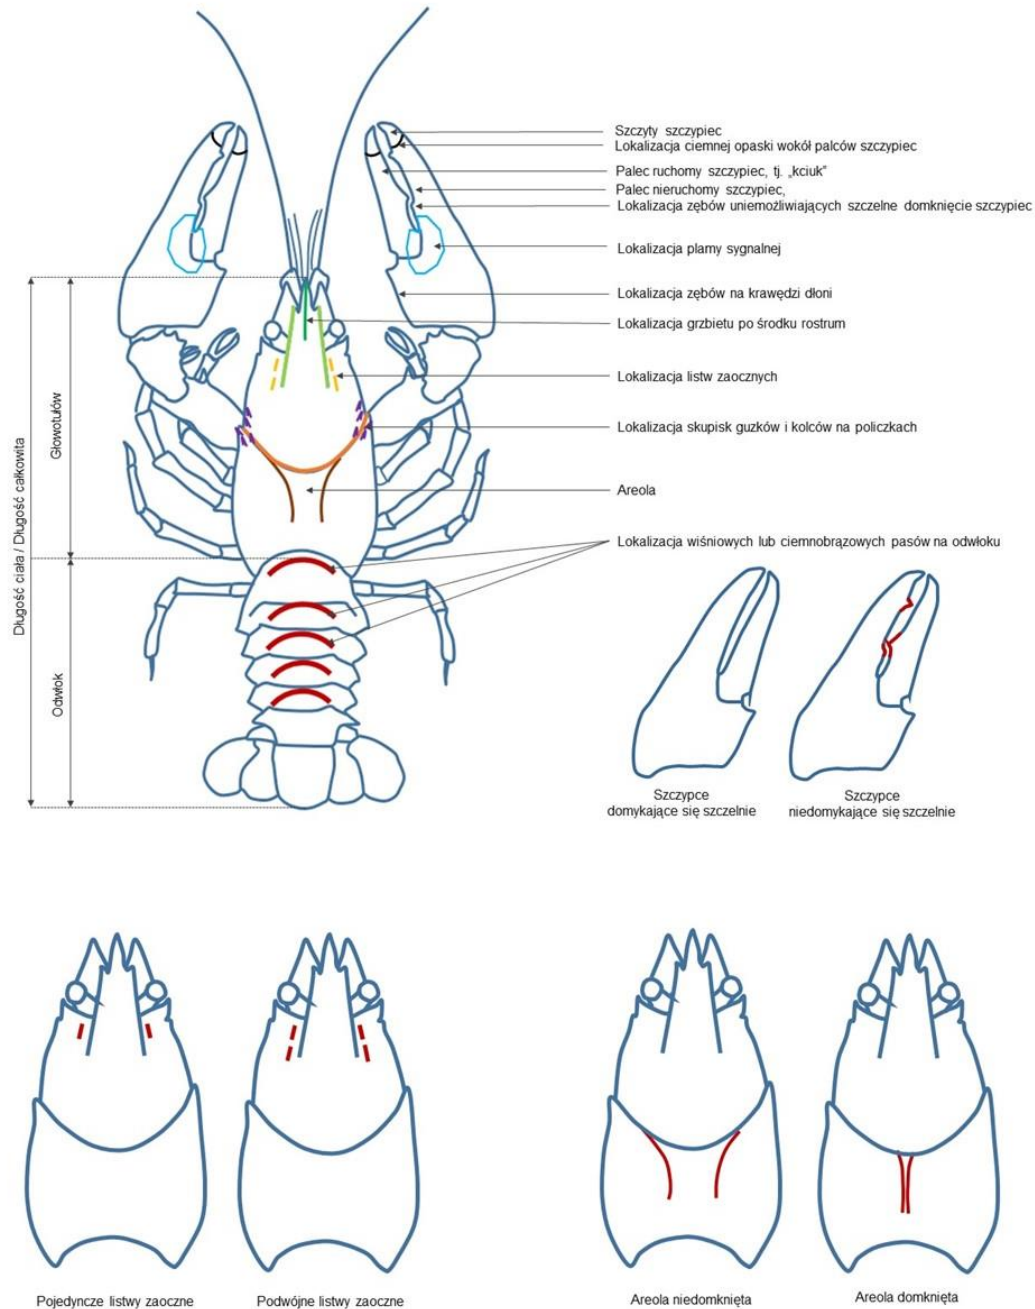 Szczyty szczypiec
Lokalizacja ciemnej opaski wokół palców szczypiec
Palec ruchomy szczypiec, tj. „kciuk"
Palec nieruchomy szczypiec,
Lokalizacja zębów uniemożliwiających szczelne domknięcie szczypiec
Lokalizacja plamy sygnalnej
Lokalizacja zębów na krawędzi dłoni
Lokalizacja grzbietu po środku rostrum
Lokalizacja listw zaocznych
Lokalizacja skupisk guzków i kolców na policzkach
Areola
Lokalizacja wiśniowych lub ciemnobrązowych pasów na odwłoku
Długość ciała / Długość całkowita
Głowotułów
Odwłok
Szczypce
domykające się szczelnie
Szczypce
niedomykające się szczelnie
Pojedyncze listwy zaoczne
Podwójne listwy zaoczne
Areola niedomknięta
Areola domknięta